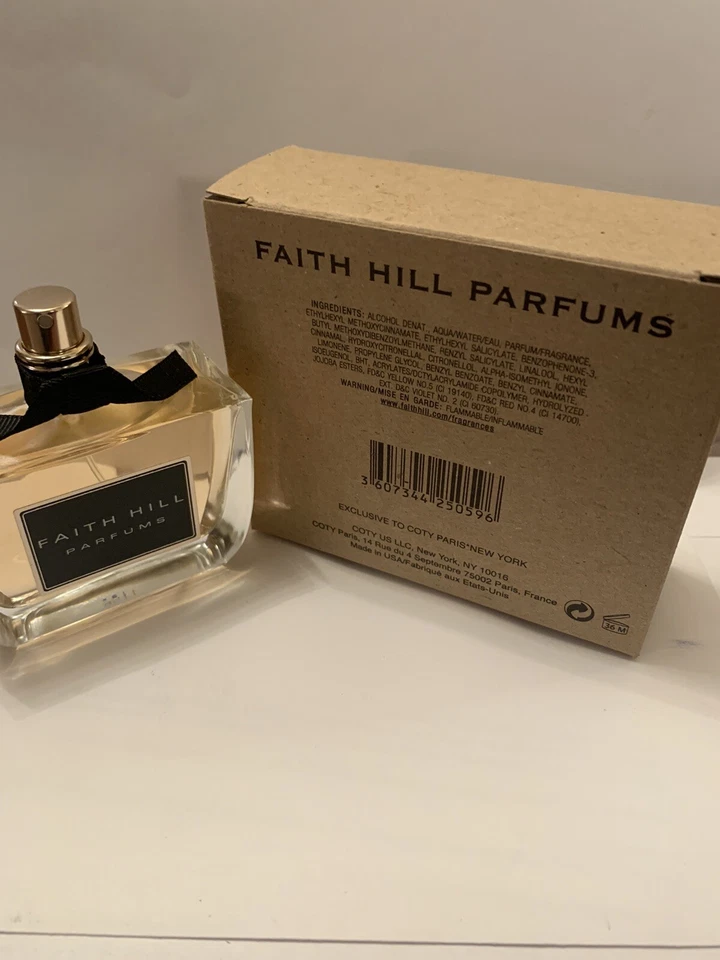 FAITH HILL PARFUMS
INGREDIENTS: ALCOHOL DENAT., AQUA/WATER/EAU, PARFUM/FRAGRANCE,
ETHYLHEXYL METHOXYCINNAMATE, ETHYLHEXYL SALICYLATE, BENZOPHENONE-3,
BUTYL METHOXYDIBENZOYLMETHANE, BENZYL SALICYLATE, LINALOOL, HEXYL
CINNAMAL, HYDROXYCITRONELLAL, CITRONELLOL, ALPHA-ISOMETHYL IONONE,
LIMONENE, PROPYLENE GLYCOL, BENZYL BENZOATE, BENZYL CINNAMATE,
ISOEUGENOL, BHT, ACRYLATES/OCTYLACRYLAMIDE COPOLYMER, HYDROLYZED
JOJOBA ESTERS, FD&C YELLOW NO.5 (CI 19140), FD&C RED NO.4 (CI 14700),
EXT. D&C VIOLET NO. 2 (CI 60730).
WARNING/MISE EN GARDE: FLAMMABLE/INFLAMMABLE
www.faithhill.com/fragrances
3 607344 250596
EXCLUSIVE TO COTY PARIS*NEW YORK
COTY US LLC, New York, NY 10016
COTY Paris, 14 Rue du 4 Septembre 75002 Paris, France
Made in USA/Fabriqué aux Etats-Unis
36 M
FAITH HILL
PARFUMS